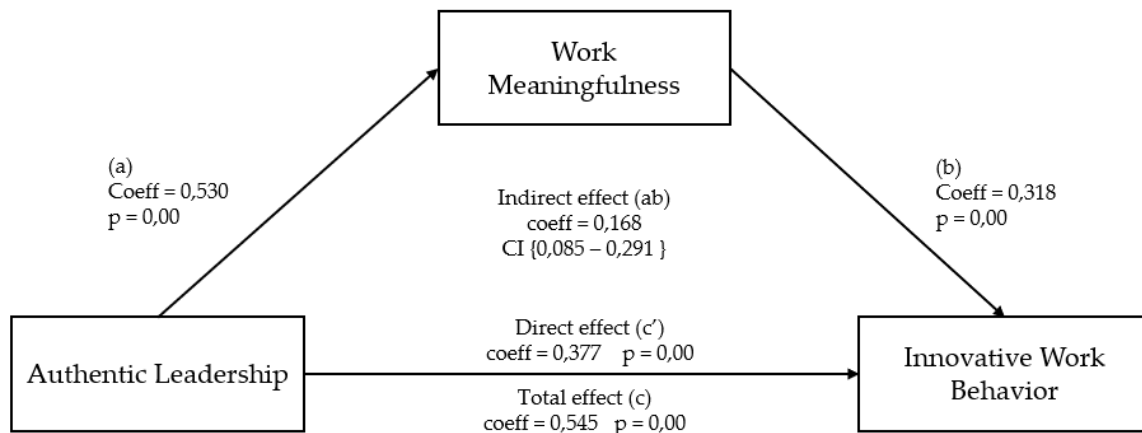 Work
Meaningfulness
(a)
Coeff = 0,530
p = 0,00
(b)
Coeff = 0,318
p = 0,00
Indirect effect (ab)
coeff = 0,168
CI {0,085 – 0,291 }
Authentic Leadership
Direct effect (c’)
coeff = 0,377 p = 0,00
Total effect (c)
coeff = 0,545 p = 0,00
Innovative Work
Behavior